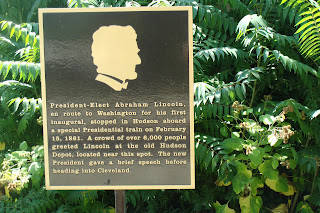 President-Elect Abraham Lincoln,
en route to Washington for his first
inaugural, stopped in Hudson aboard
a special Presidential train on February
15, 1861. A crowd of over 6,000 people
greeted Lincoln at the old Hudson
Depot, located near this spot. The new
President gave a brief speech before
heading into Cleveland.